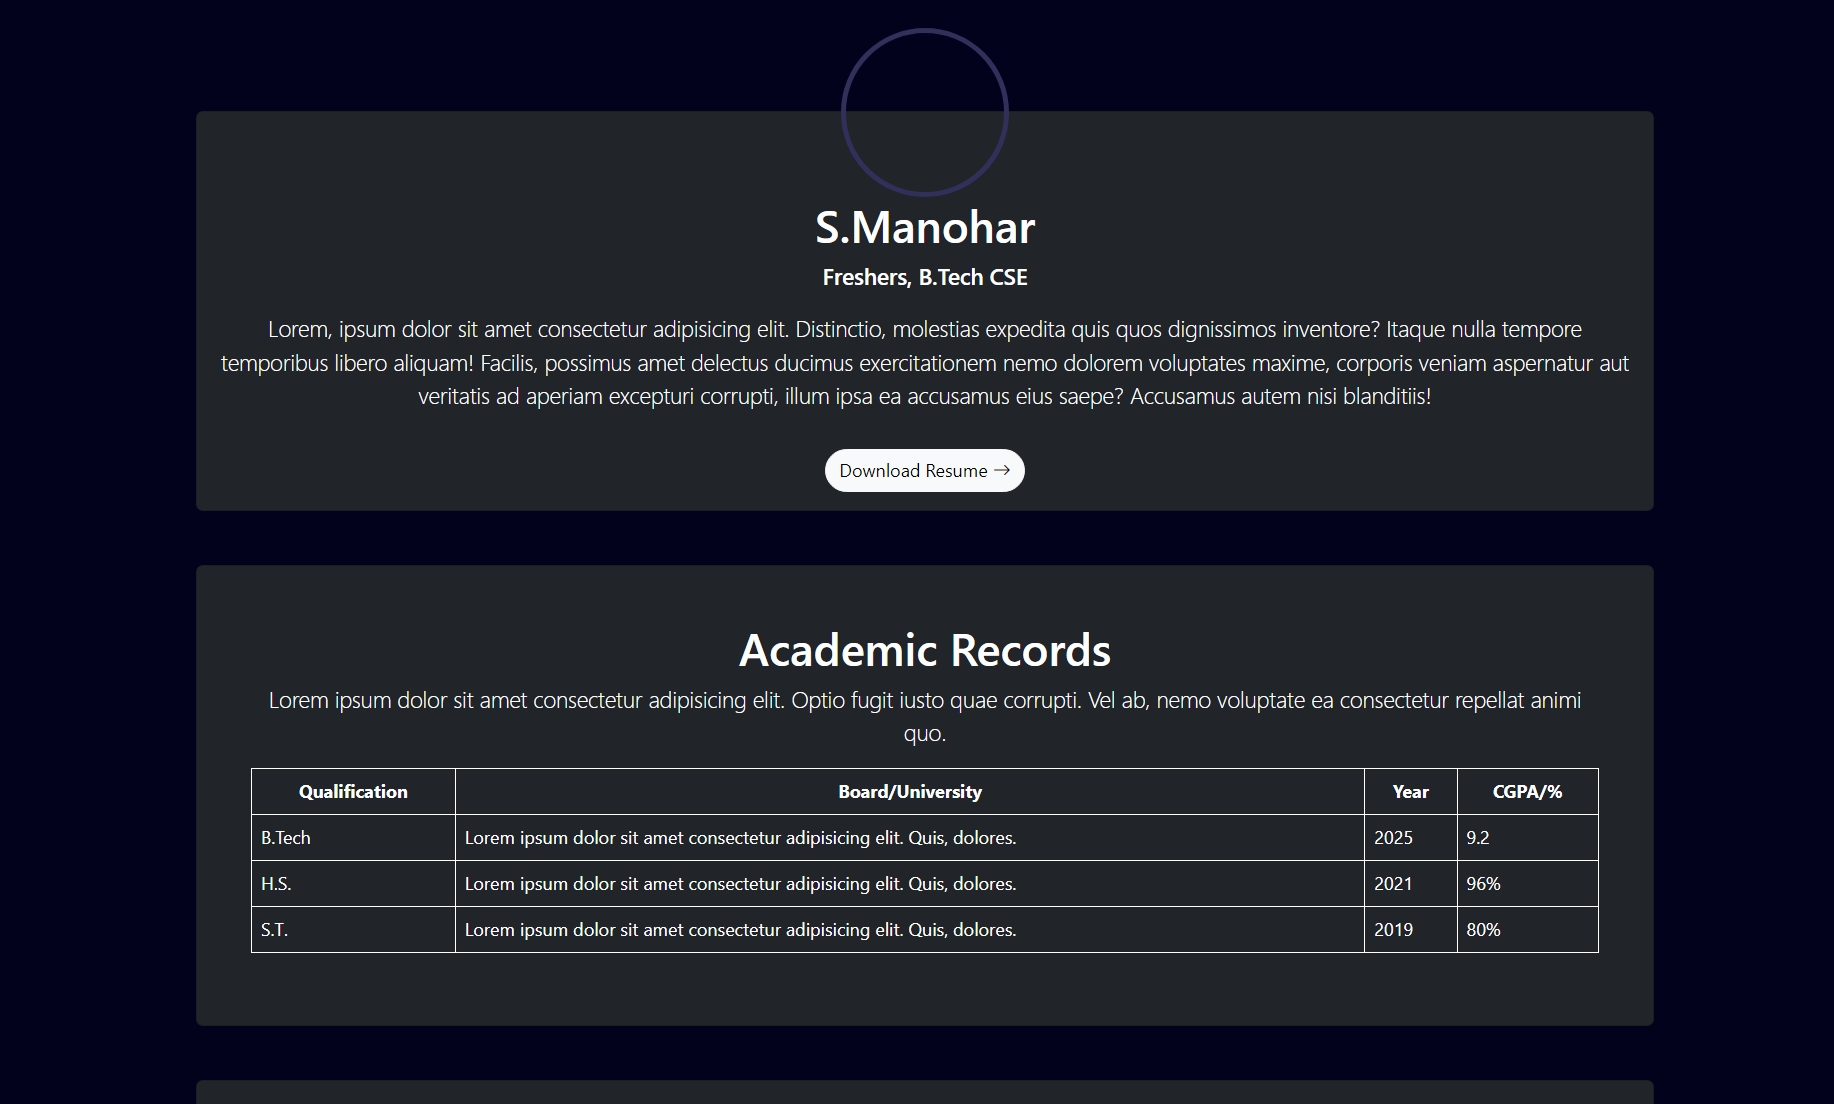 S.Manohar
Freshers, B.Tech CSE
Lorem, ipsum dolor sit amet consectetur adipisicing elit. Distinctio, molestias expedita quis quos dignissimos inventore? Itaque nulla tempore
temporibus libero aliquam! Facilis, possimus amet delectus ducimus exercitationem nemo dolorem voluptates maxime, corporis veniam aspernatur aut
veritatis ad aperiam excepturi corrupti, illum ipsa ea accusamus eius saepe? Accusamus autem nisi blanditiis!
Download Resume →
Academic Records
Lorem ipsum dolor sit amet consectetur adipisicing elit. Optio fugit iusto quae corrupti. Vel ab, nemo voluptate ea consectetur repellat animi
quo.
Qualification Board/University Year CGPA/%
B.Tech Lorem ipsum dolor sit amet consectetur adipisicing elit. Quis, dolores. 2025 9.2
H.S. Lorem ipsum dolor sit amet consectetur adipisicing elit. Quis, dolores. 2021 96%
S.T. Lorem ipsum dolor sit amet consectetur adipisicing elit. Quis, dolores. 2019 80%